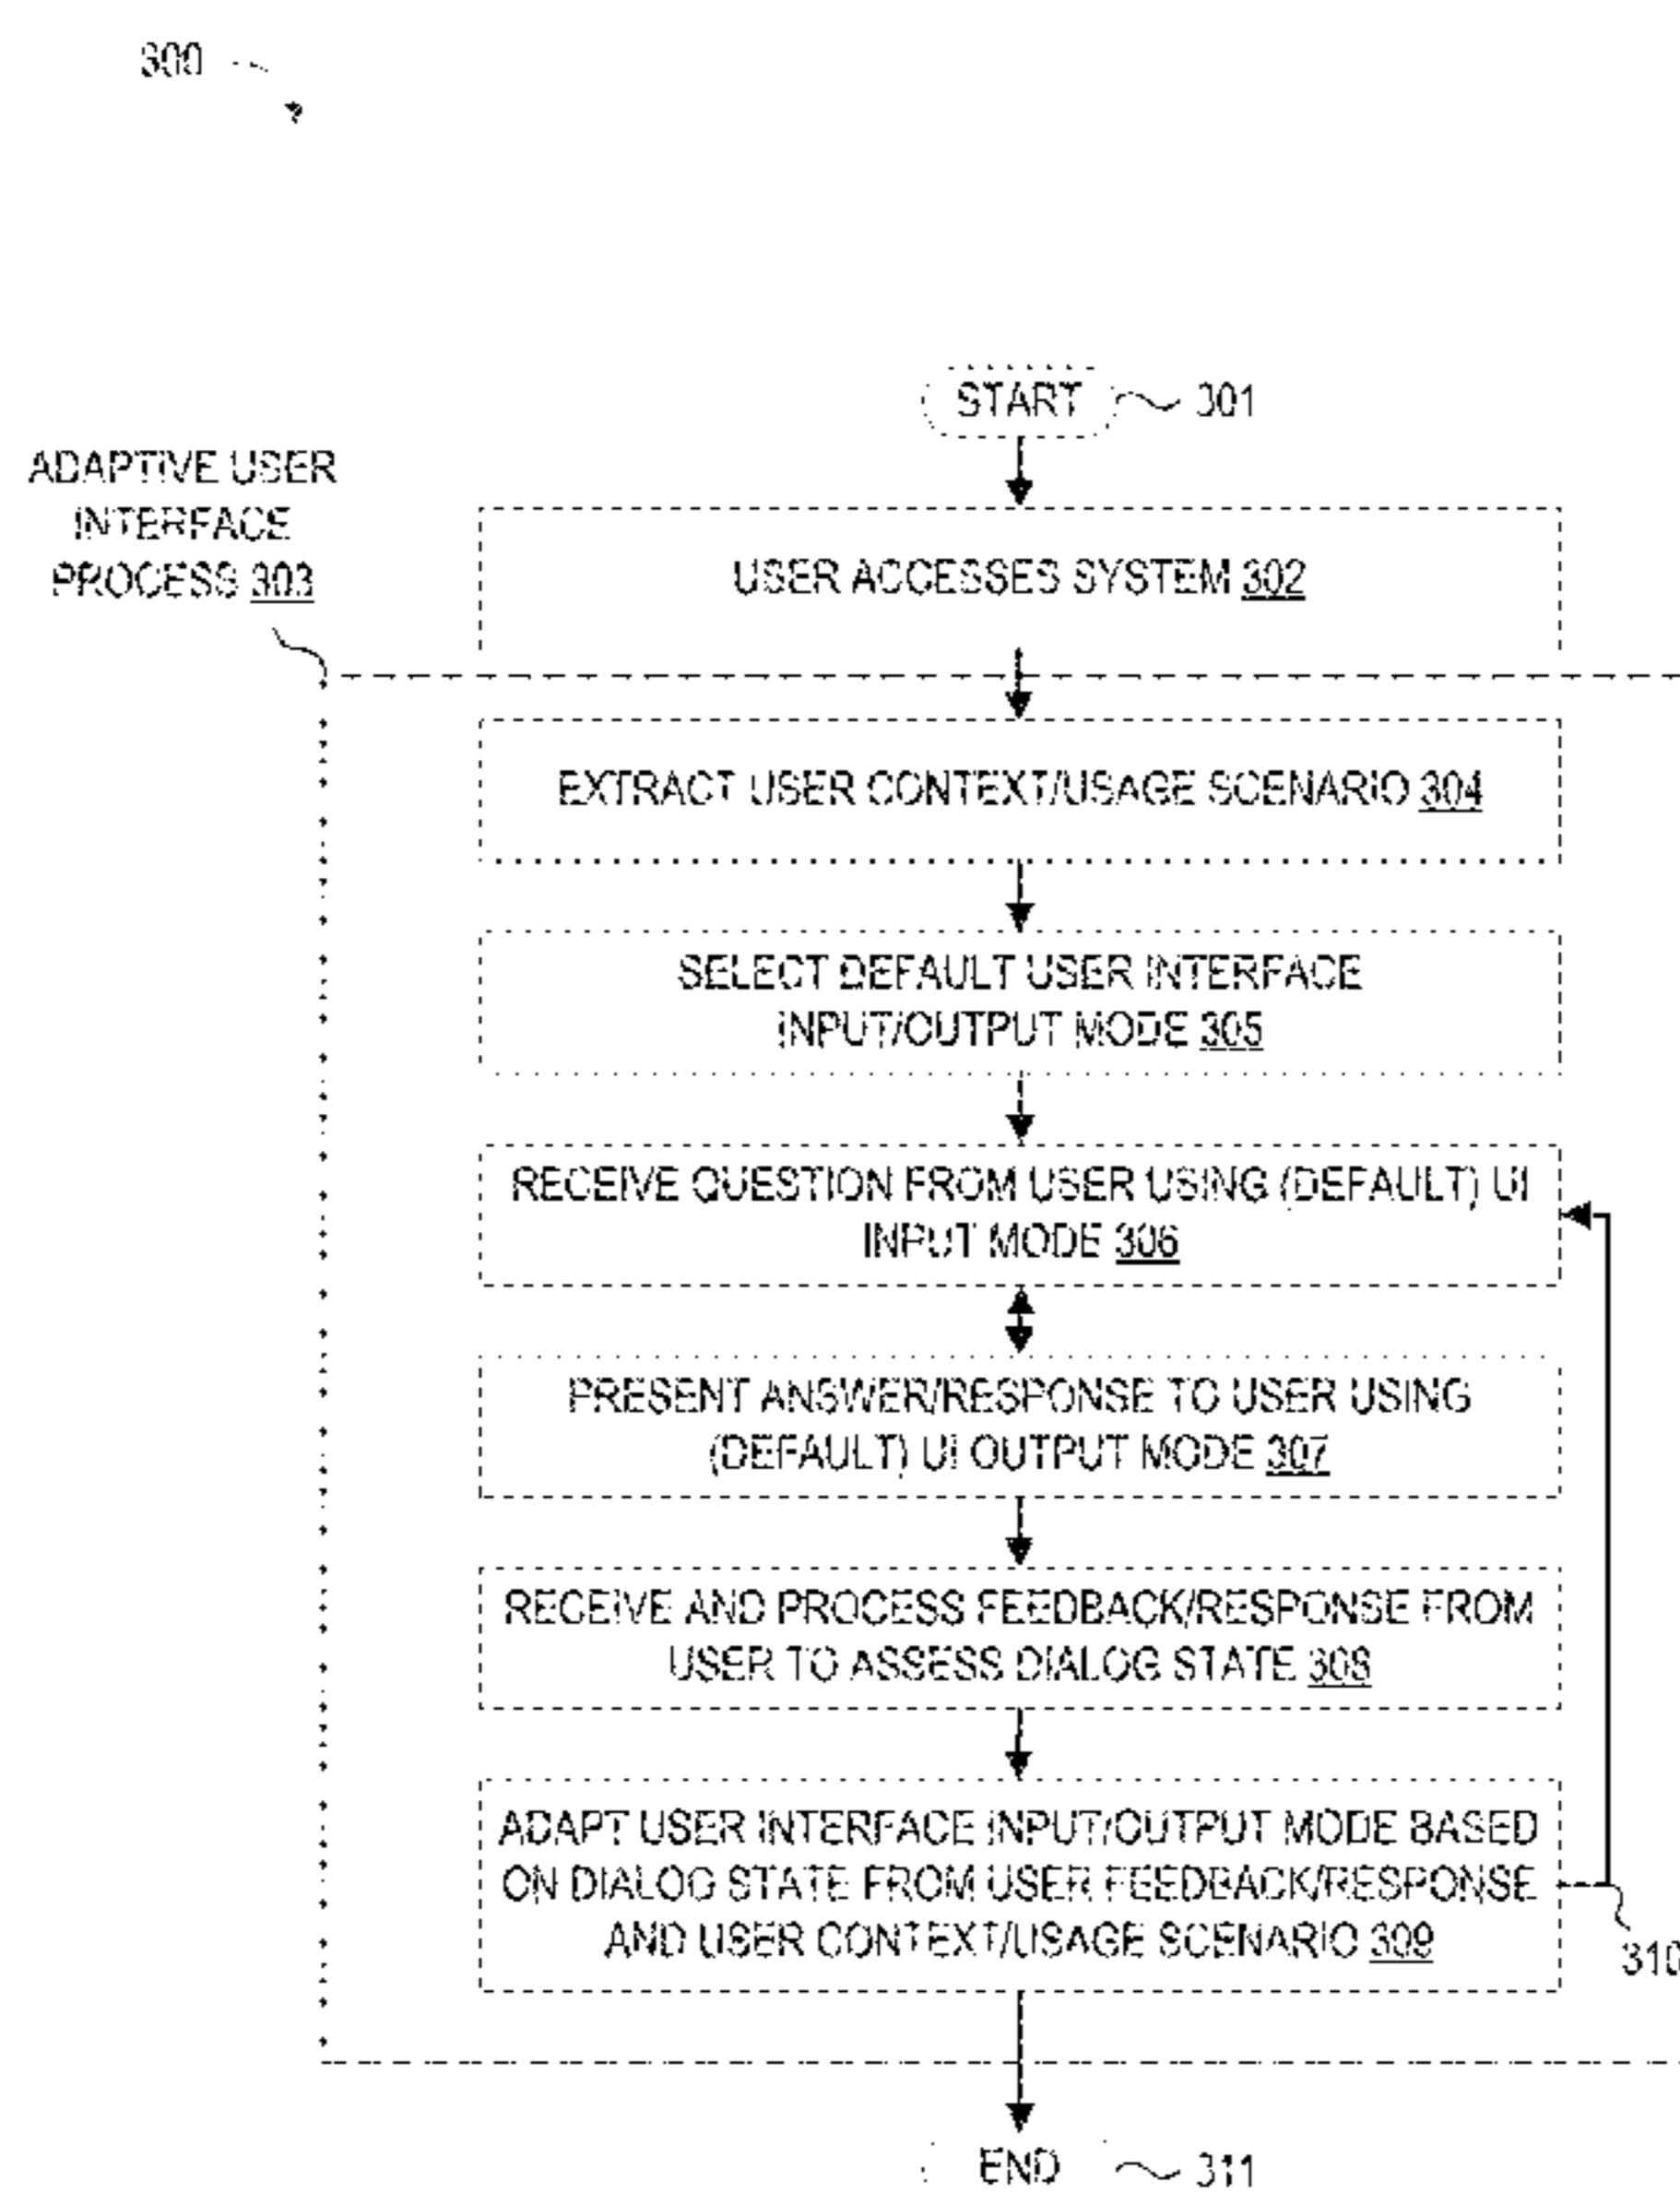 300
START 301
ADAPTIVE USER
INTERFACE
PROCESS 303
USER ACCESSES SYSTEM 302
EXTRACT USER CONTEXT/USAGE SCENARIO 304
SELECT DEFAULT USER INTERFACE
INPUT/OUTPUT MODE 305
RECEIVE QUESTION FROM USER USING (DEFAULT) UI
INPUT MODE 306
PRESENT ANSWER/RESPONSE TO USER USING
(DEFAULT) UI OUTPUT MODE 307
RECEIVE AND PROCESS FEEDBACK/RESPONSE FROM
USER TO ASSESS DIALOG STATE 308
ADAPT USER INTERFACE INPUT/OUTPUT MODE BASED
ON DIALOG STATE FROM USER FEEDBACK/RESPONSE
AND USER CONTEXT/USAGE SCENARIO 309
310
END 311